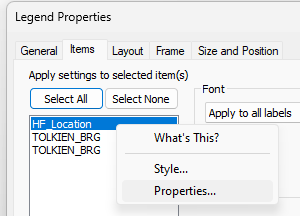 Legend Properties
General Items Layout Frame Size and Position
Apply settings to selected item(s)
Font
Select All Select None
Apply to all labels
HF_Location
TOLKIEN_BRG
TOLKIEN_BRG
What's This?
Style...
Properties...